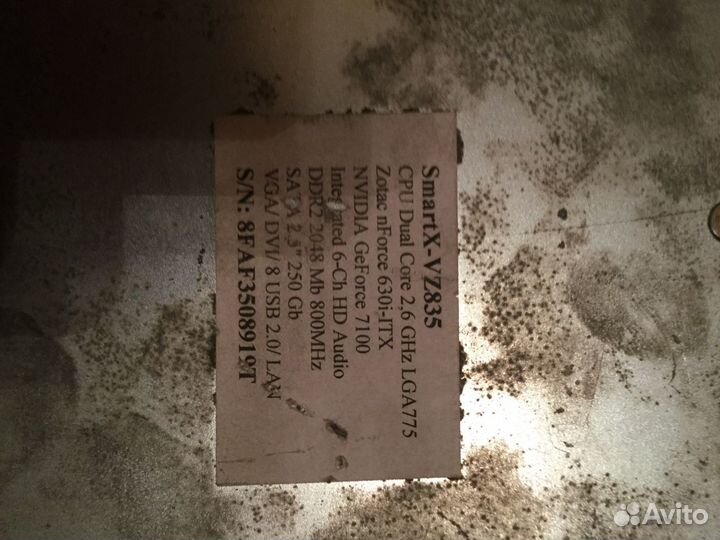 SmartX-VZ835
CPU Dual Core 2,6 GHz LGA775
Zotac nForce 630i-ITX
NVIDIA GeForce 7100
6-Ch HD Audio
DDR2 2048 Mb 800MHz
SATA 2,5" 250 Gb
VGA/ DVI/ 8 USB 2.0/ LAN
S/N: 8FAF3508919T
Avito